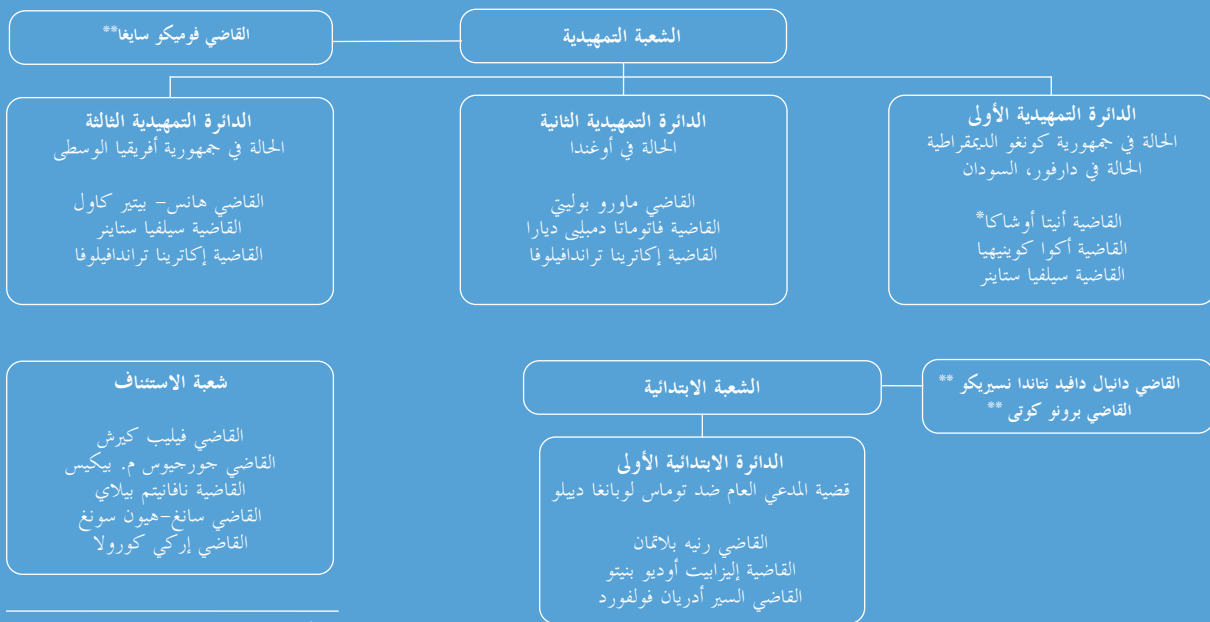 الشعبة التمهيدية
القاضي فوميكو سايغا**
الدائرة التمهيدية الأولى
الحالة في جمهورية كونغو الديمقراطية
الحالة في دارفور، السودان
القاضية أنيتا أوشاكا*
القاضية أكوا كوينيهيا
القاضية سيلفيا ستاينر
الدائرة التمهيدية الثانية
الحالة في أوغندا
القاضي ماورو بوليتي
القاضية فاتوماتا دمبيلي ديارا
القاضية إكاترينا تراندافيلوفا
الدائرة التمهيدية الثالثة
الحالة في جمهورية أفريقيا الوسطى
القاضي هانس– بيتير كاول
القاضية سيلفيا ستاينر
القاضية إكاترينا تراندافيلوفا
القاضي دانيال دافيد نتاندا نسيريكو **
القاضي برونو كوتى **
الشعبة الابتدائية
الدائرة الابتدائية الأولى
قضية المدعي العام ضد توماس لوبانغا دييلو
القاضي رنيه بلاتمان
القاضية إليزابيت أوديو بنيتو
القاضي السير أدريان فولفورد
شعبة الاستئناف
القاضي فيليب كيرش
القاضي جورجيوس م. بيكيس
القاضية نافانيتم بيلاي
القاضي سانغ–هيون سونغ
القاضي إركي كورولا